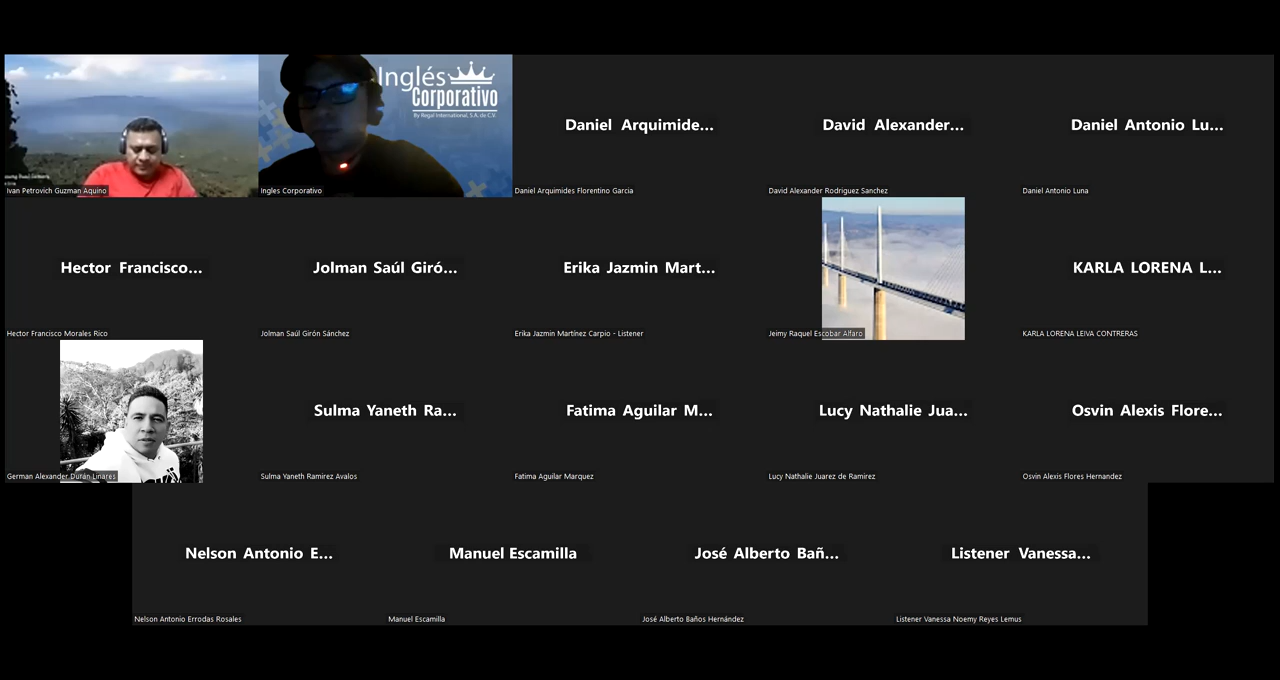 Inglés
Corporativo
By Regal International, S.A. de C.V.
Ivan Petrovich Guzman Aquino
Ingles Corporativo
Daniel Arquimide...
Daniel Arquimides Florentino Garcia
David Alexander...
David Alexander Rodriguez Sanchez
Daniel Antonio Lu...
Daniel Antonio Luna
Hector Francisco...
Hector Francisco Morales Rico
Jolman Saúl Giró...
Jolman Saúl Girón Sánchez
Erika Jazmin Mart...
Erika Jazmin Martínez Carpio - Listener
Jeimy Raquel Escobar Alfaro
KARLA LORENA L...
KARLA LORENA LEIVA CONTRERAS
German Alexander Durán Linares
Sulma Yaneth Ra...
Sulma Yaneth Ramirez Avalos
Fatima Aguilar M...
Fatima Aguilar Marquez
Lucy Nathalie Jua...
Lucy Nathalie Juarez de Ramirez
Osvin Alexis Flore...
Osvin Alexis Flores Hernandez
Nelson Antonio E...
Nelson Antonio Errodas Rosales
Manuel Escamilla
Manuel Escamilla
José Alberto Bañ...
José Alberto Baños Hernández
Listener Vanessa...
Listener Vanessa Noemy Reyes Lemus